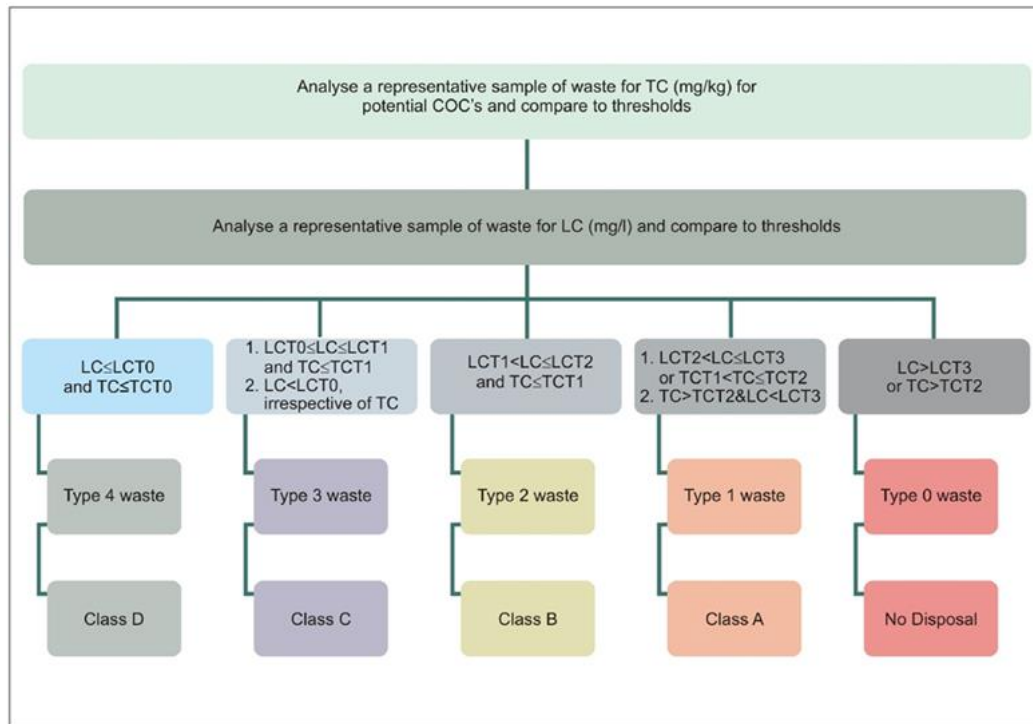 Analyse a representative sample of waste for TC (mg/kg) for
potential COC's and compare to thresholds
Analyse a representative sample of waste for LC (mg/l) and compare to thresholds
LC≤LCT0
and TC≤TCT0
1. LCT0≤LC≤LCT1
and TC≤TCT1
2. LC<LCT0,
irrespective of TC
LCT1<LC≤LCT2
and TC≤TCT1
1. LCT2<LC≤LCT3
or TCT1<TC≤TCT2
2. TC>TCT2&LC<LCT3
LC>LCT3
or TC>TCT2
Type 4 waste
Type 3 waste
Type 2 waste
Type 1 waste
Type 0 waste
Class D
Class C
Class B
Class A
No Disposal